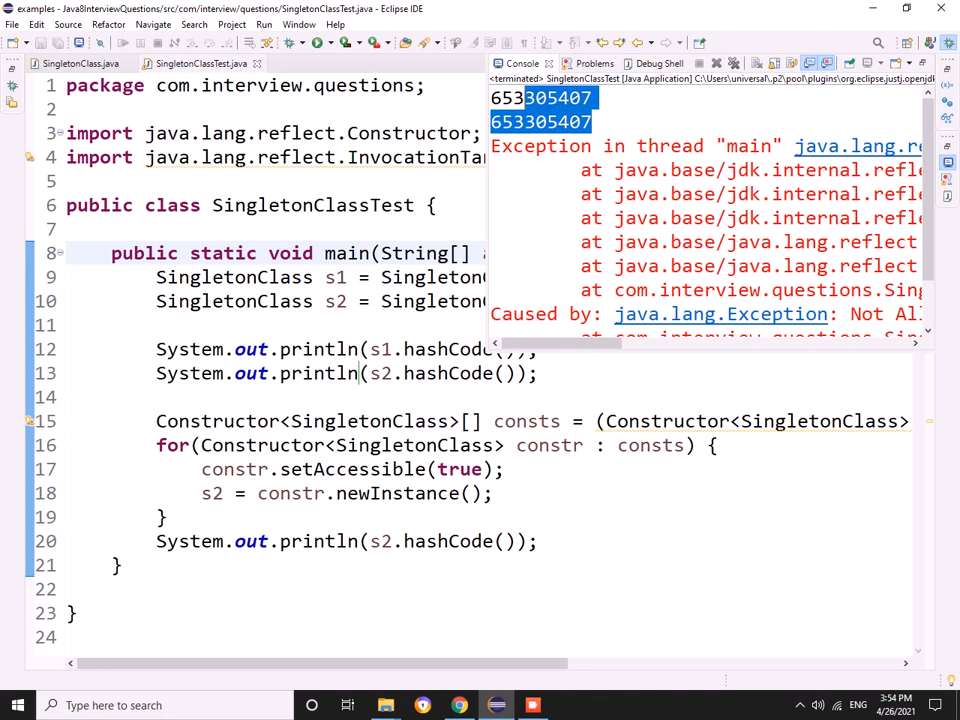 examples - Java8InterviewQuestions/src/com/interview/questions/SingletonClassTest.java - Eclipse IDE
File Edit Source Refactor Navigate Search Project Run Window Help
SingletonClass.java SingletonClassTest.java
Console Problems Debug Shell
<terminated> SingletonClassTest [Java Application] C:\Users\universal\.p2\pool\plugins\org.eclipse.justj.openjdk
653305407
653305407
Exception in thread "main" java.lang.re
at java.base/jdk.internal.refle
at java.base/jdk.internal.refle
at java.base/jdk.internal.refle
at java.base/java.lang.reflect
at java.base/java.lang.reflect
at com.interview.questions.Sing
Caused by: java.lang.Exception: Not All
1 package com.interview.questions;
2
3 import java.lang.reflect.Constructor;
4 import java.lang.reflect.InvocationTar
5
6 public class SingletonClassTest {
7
8 public static void main(String[] a
9 SingletonClass s1 = SingletonC
10 SingletonClass s2 = SingletonC
11
12 System.out.println(s1.hashCode());
13 System.out.println(s2.hashCode());
14
15 Constructor<SingletonClass>[] consts = (Constructor<SingletonClass>
16 for(Constructor<SingletonClass> constr : consts) {
17 constr.setAccessible(true);
18 s2 = constr.newInstance();
19 }
20 System.out.println(s2.hashCode());
21 }
22
23 }
24
Type here to search
ENG
3:54 PM
4/26/2021